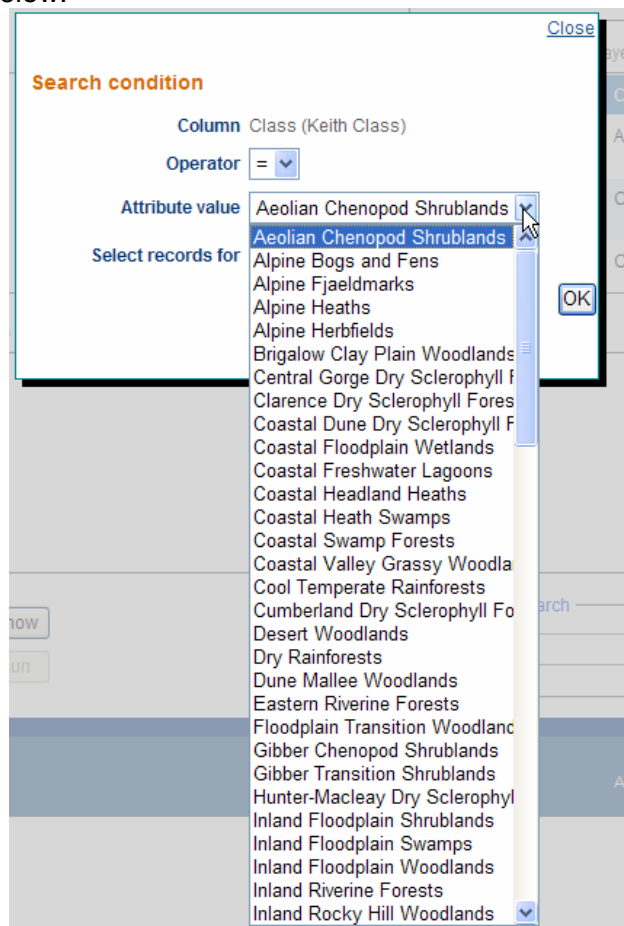 Close
Search condition
Column Class (Keith Class)
Operator =
Attribute value Aeolian Chenopod Shrublands
Select records for
OK
Aeolian Chenopod Shrublands
Alpine Bogs and Fens
Alpine Fjaeldmarks
Alpine Heaths
Alpine Herbfields
Brigalow Clay Plain Woodlands
Central Gorge Dry Sclerophyll F
Clarence Dry Sclerophyll Fores
Coastal Dune Dry Sclerophyll F
Coastal Floodplain Wetlands
Coastal Freshwater Lagoons
Coastal Headland Heaths
Coastal Heath Swamps
Coastal Swamp Forests
Coastal Valley Grassy Woodla
Cool Temperate Rainforests
Cumberland Dry Sclerophyll Fo
Desert Woodlands
Dry Rainforests
Dune Mallee Woodlands
Eastern Riverine Forests
Floodplain Transition Woodland
Gibber Chenopod Shrublands
Gibber Transition Shrublands
Hunter-Macleay Dry Sclerophyl
Inland Floodplain Shrublands
Inland Floodplain Swamps
Inland Floodplain Woodlands
Inland Riverine Forests
Inland Rocky Hill Woodlands